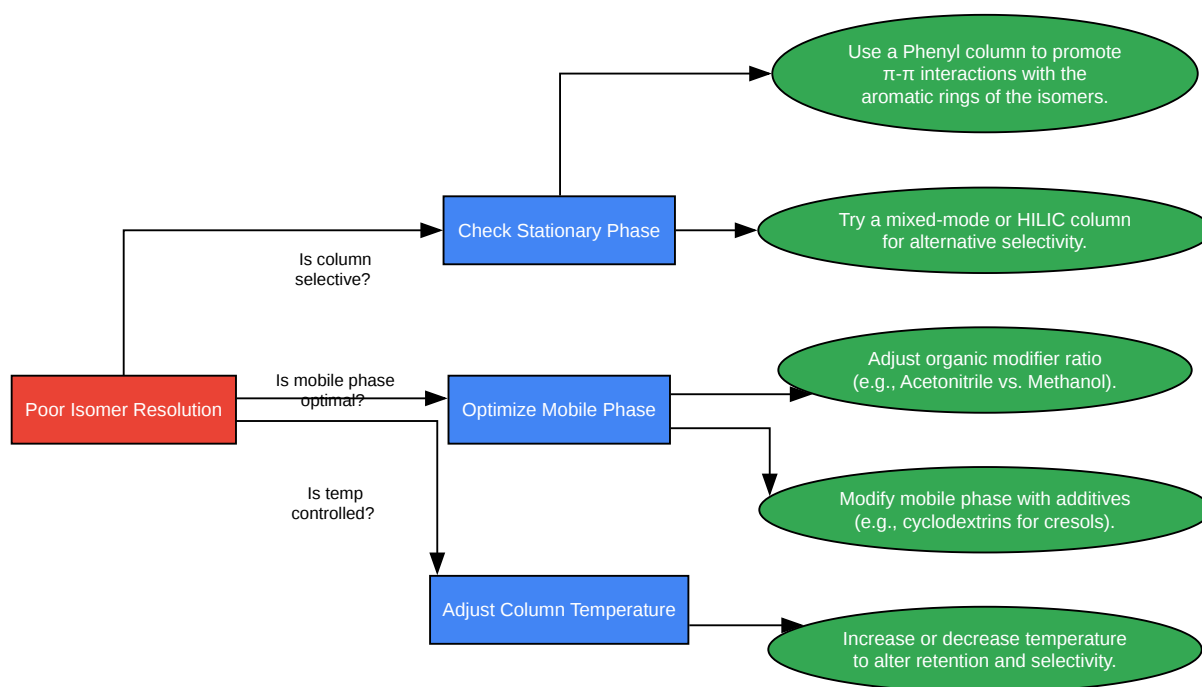 Use a Phenyl column to promote
π-π interactions with the
aromatic rings of the isomers.
Check Stationary Phase
Try a mixed-mode or HILIC column
for alternative selectivity.
Is column
selective?
Poor Isomer Resolution
Is mobile phase
optimal?
Optimize Mobile Phase
Adjust organic modifier ratio
(e.g., Acetonitrile vs. Methanol).
Modify mobile phase with additives
(e.g., cyclodextrins for cresols).
Is temp
controlled?
Adjust Column Temperature
Increase or decrease temperature
to alter retention and selectivity.